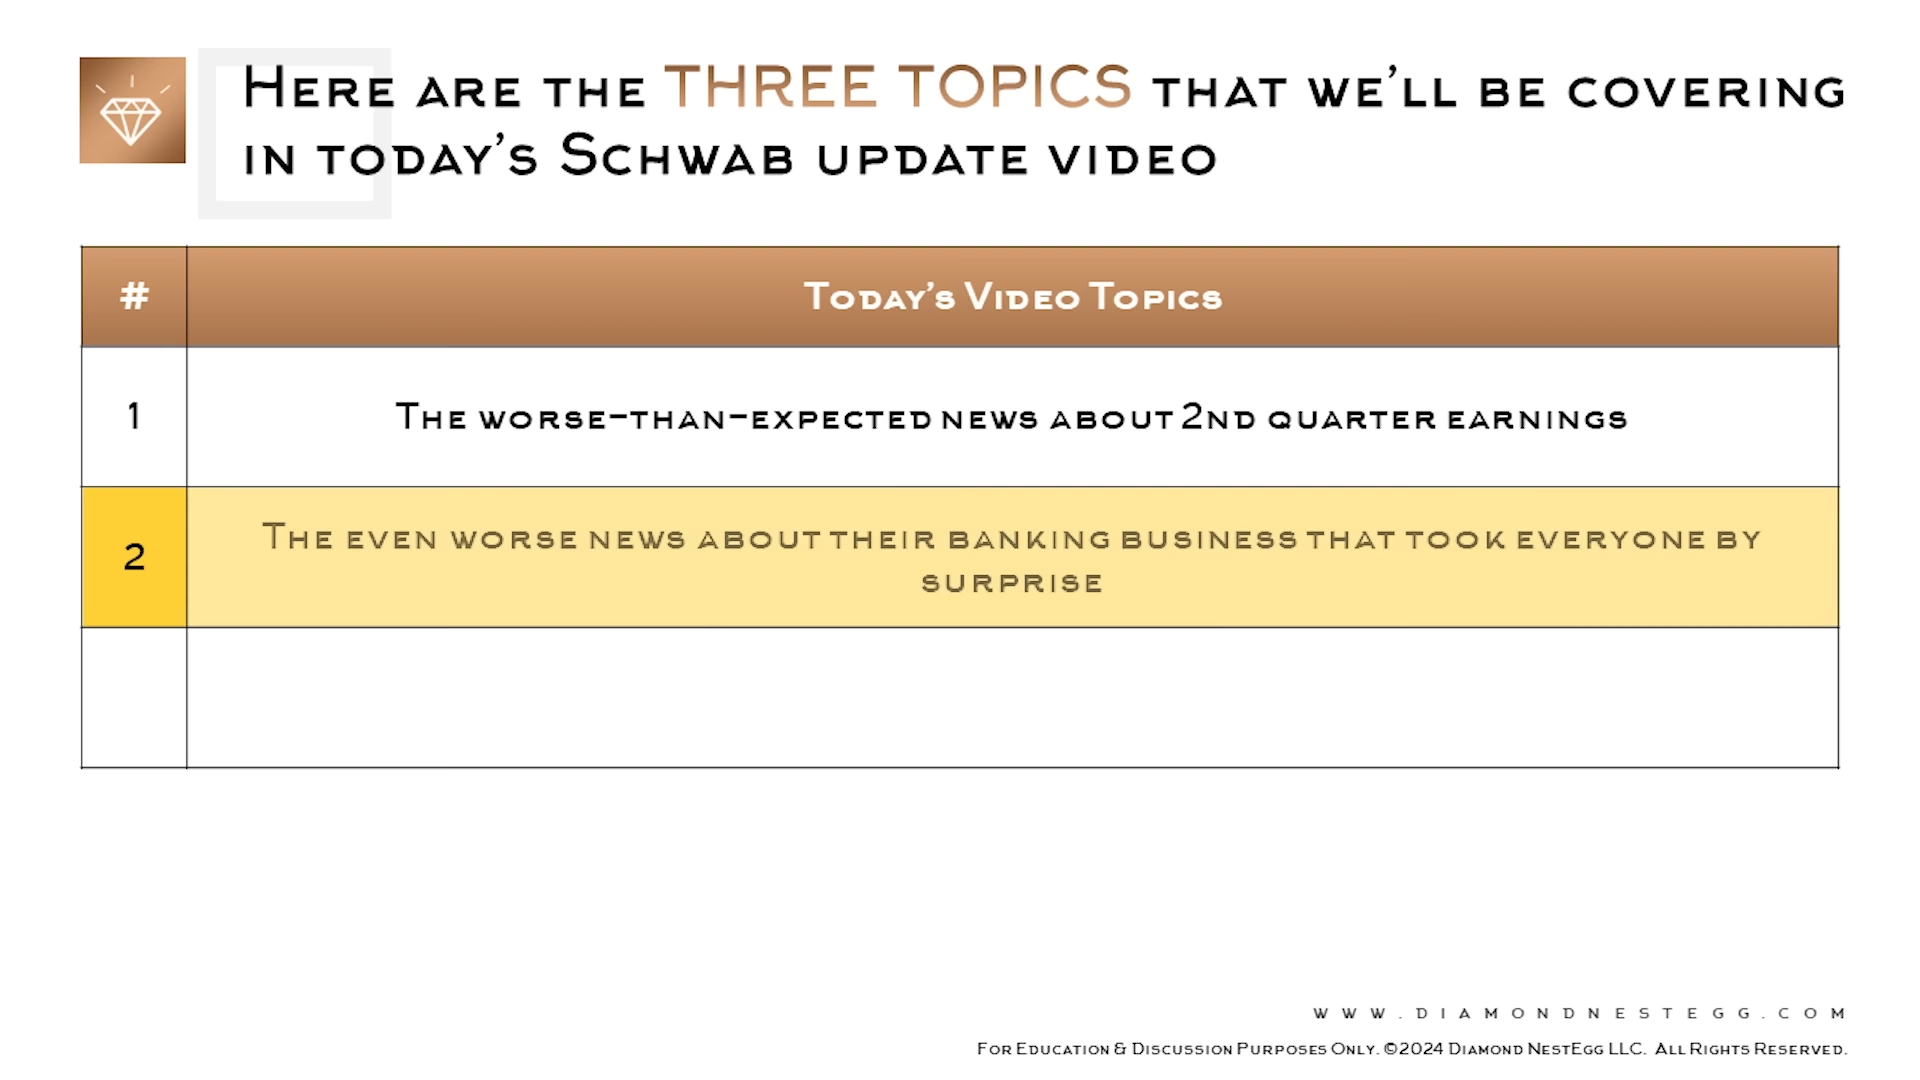 Here are the THREE TOPICS that we'll be covering
in today's Schwab update video
# Today's Video Topics
1 The worse-than-expected news about 2nd quarter earnings
2 The even worse news about their banking business that took everyone by
surprise
www.diamondnestegg.com
For Education & Discussion Purposes Only. ©2024 Diamond NestEgg LLC. All Rights Reserved.